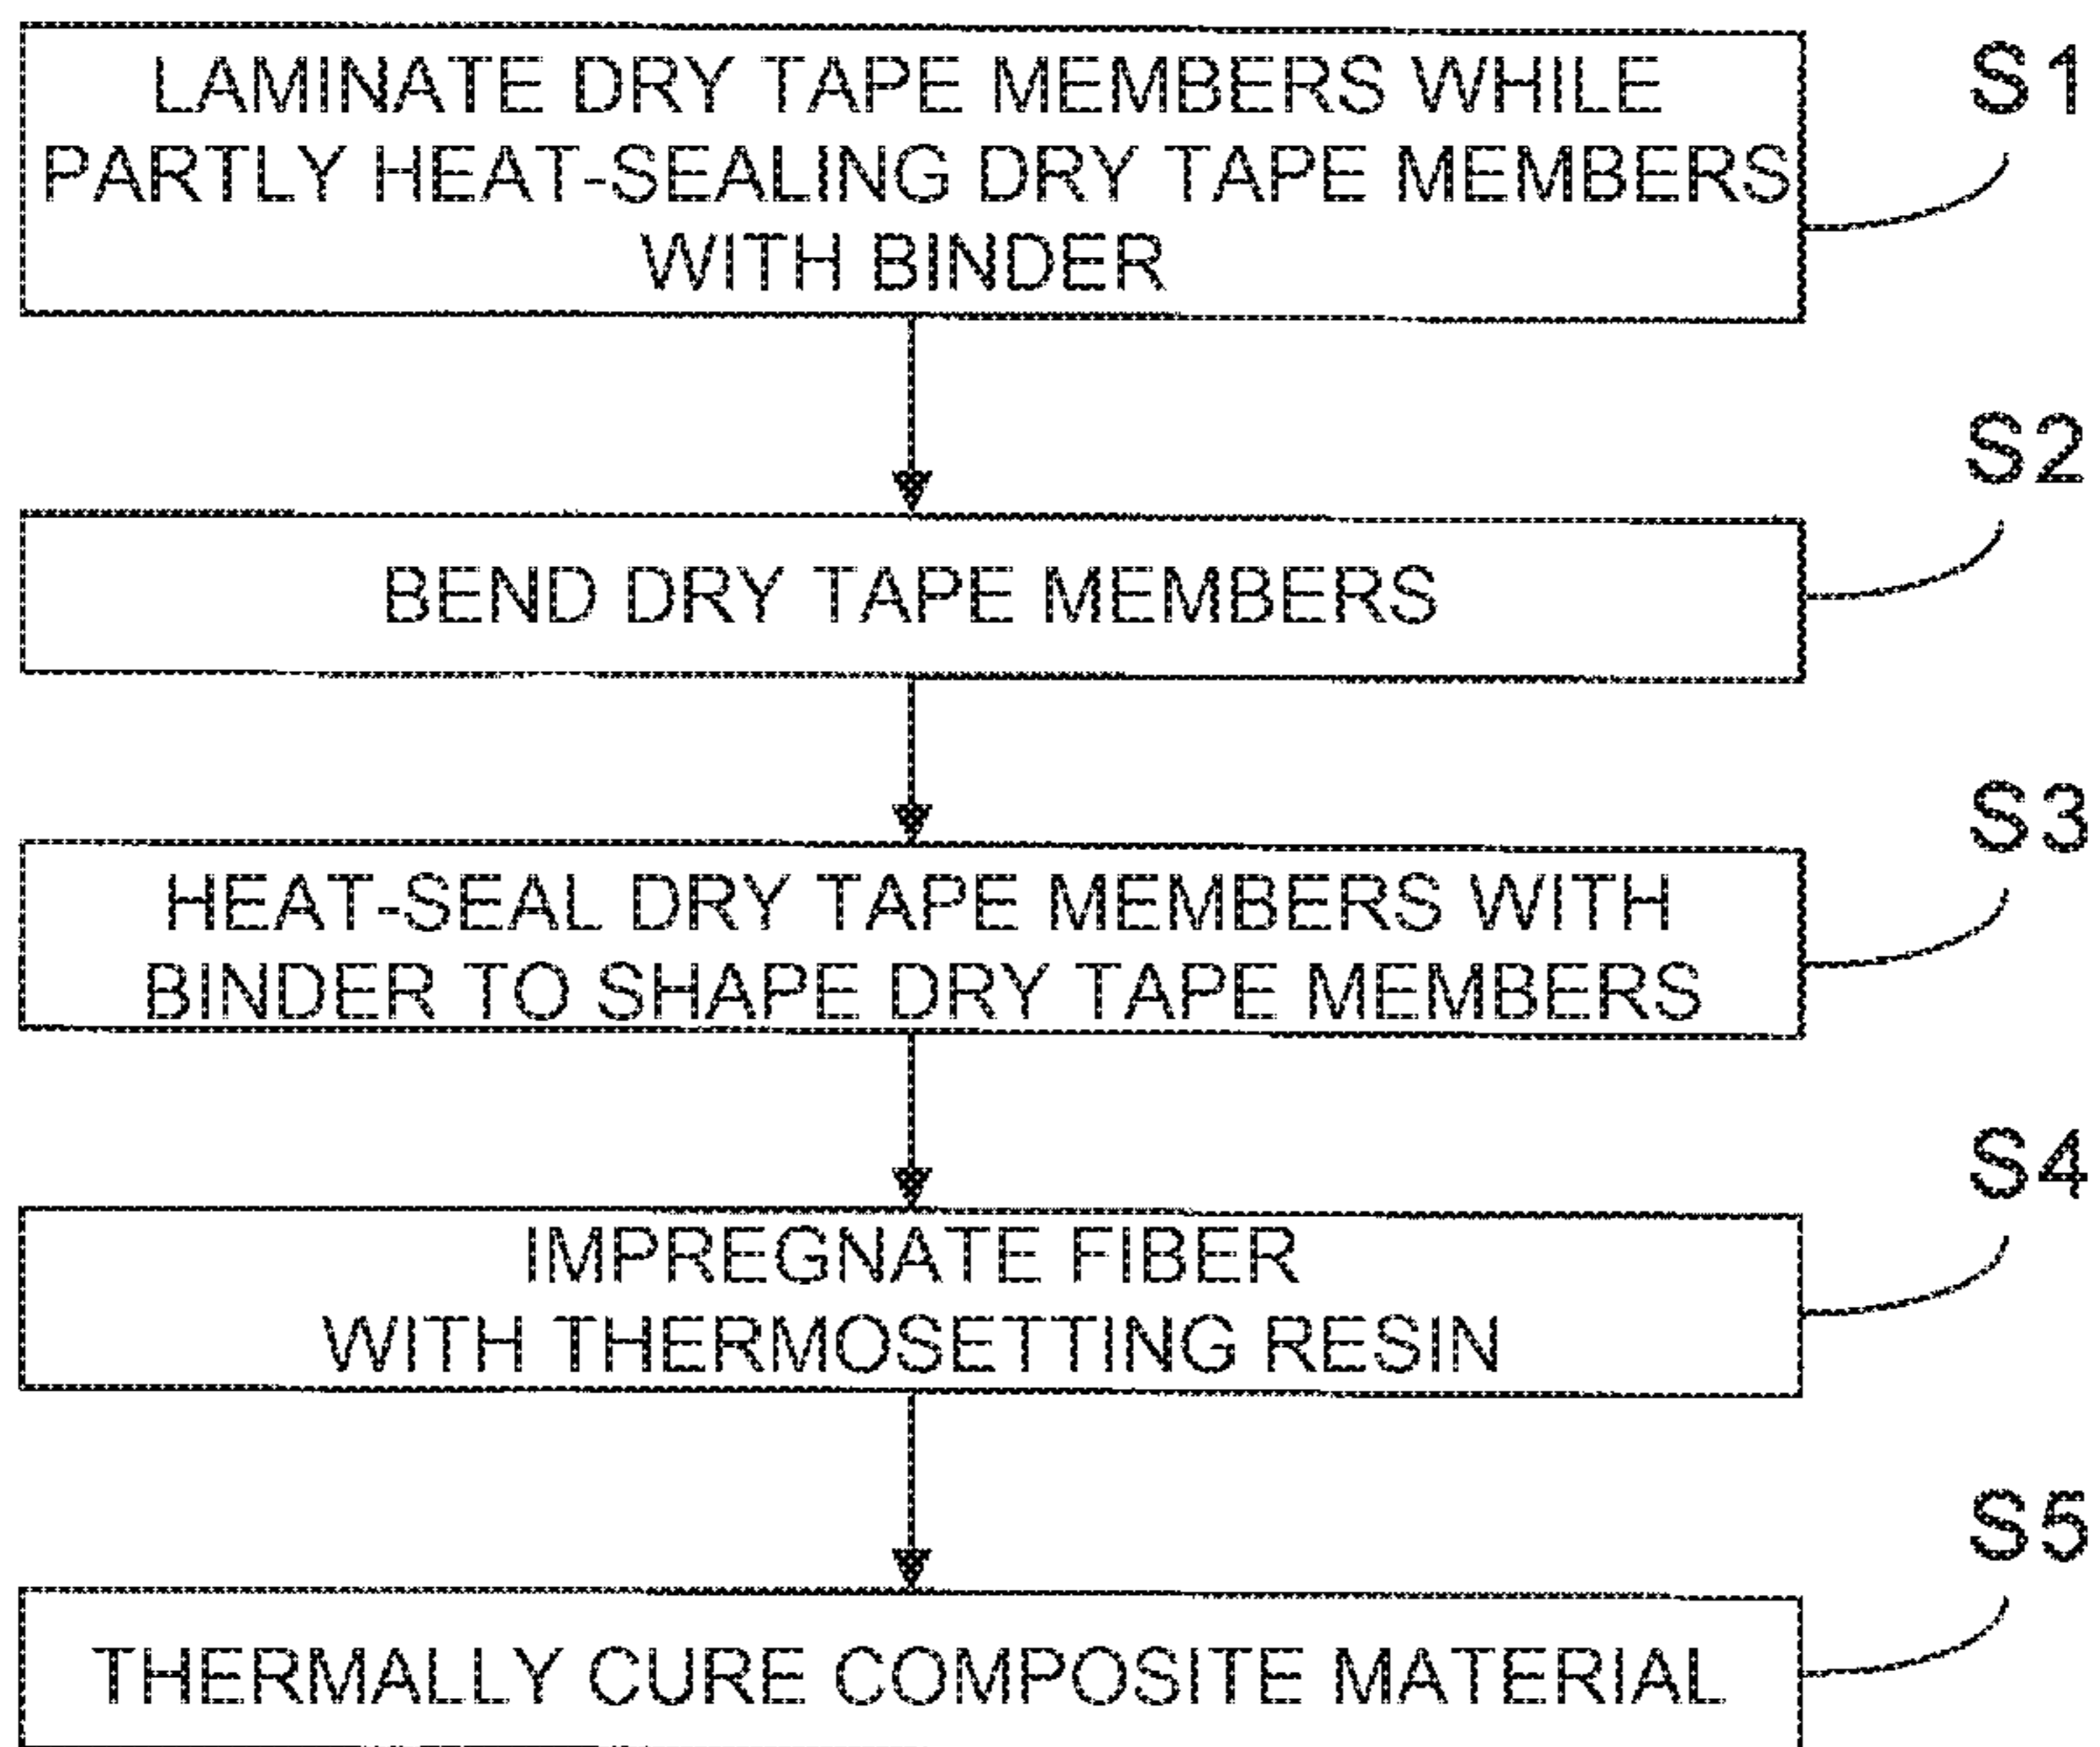 LAMINATE DRY TAPE MEMBERS WHILE
PARTLY HEAT-SEALING DRY TAPE MEMBERS
WITH BINDER
S1
BEND DRY TAPE MEMBERS
S2
HEAT-SEAL DRY TAPE MEMBERS WITH
BINDER TO SHAPE DRY TAPE MEMBERS
S3
IMPREGNATE FIBER
WITH THERMOSETTING RESIN
S4
THERMALLY CURE COMPOSITE MATERIAL
S5